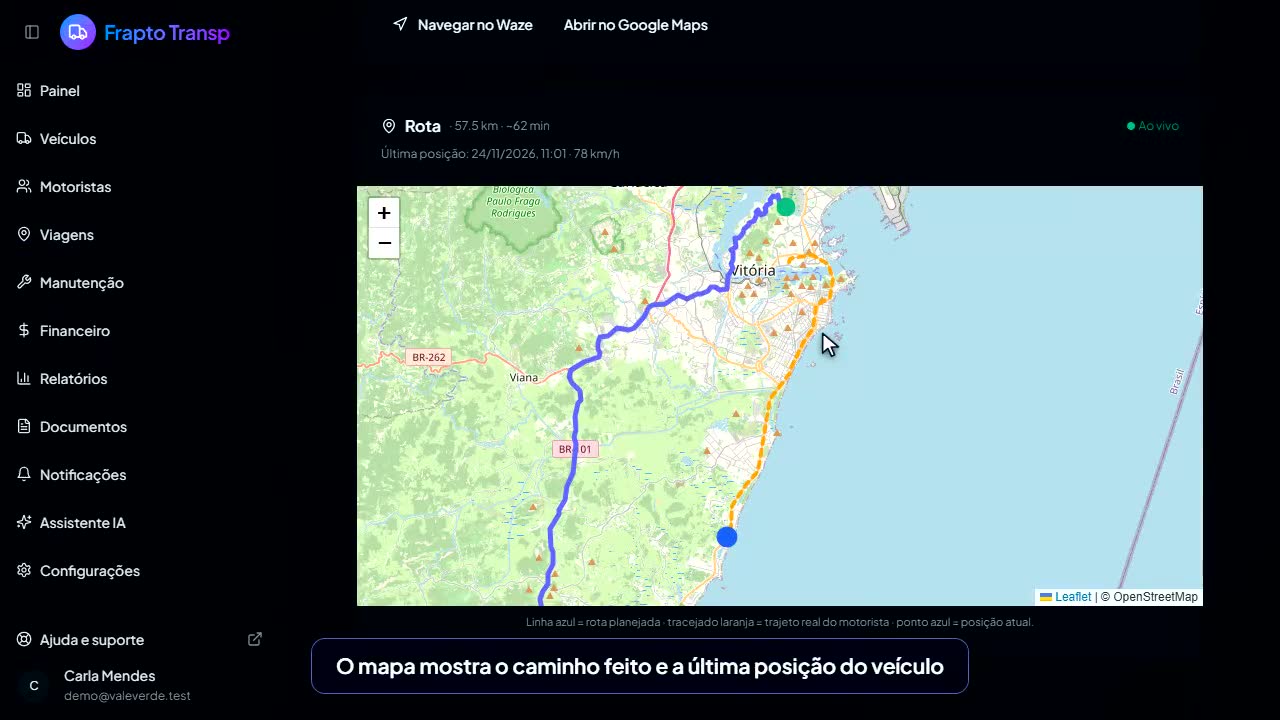 Frapto Transp
Navegar no Waze
Abrir no Google Maps
Painel
Veículos
Motoristas
Viagens
Manutenção
Financeiro
Relatórios
Documentos
Notificações
Assistente IA
Configurações
Ajuda e suporte
C
Carla Mendes
demo@valeverde.test
Rota · 57.5 km · ~62 min
Ao vivo
Última posição: 24/11/2026, 11:01 · 78 km/h
+
−
Biológica
Paulo Fraga
Rodrigues
Vitória
BR-262
Viana
Brasil
Leaflet | © OpenStreetMap
Linha azul = rota planejada · tracejado laranja = trajeto real do motorista · ponto azul = posição atual.
O mapa mostra o caminho feito e a última posição do veículo